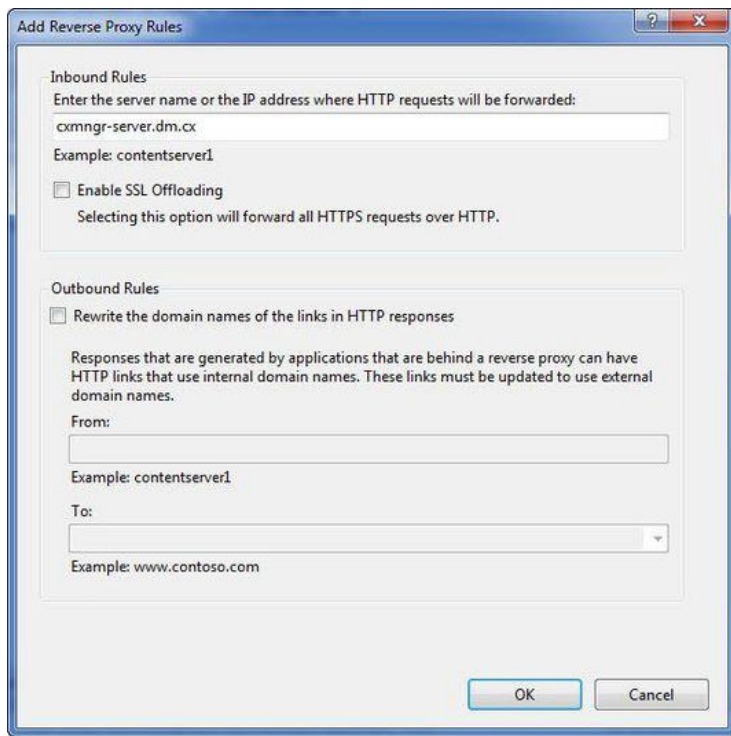 Add Reverse Proxy Rules
Inbound Rules
Enter the server name or the IP address where HTTP requests will be forwarded:
cxmngr-server.dm.cx
Example: contentserver1
Enable SSL Offloading
Selecting this option will forward all HTTPS requests over HTTP.
Outbound Rules
Rewrite the domain names of the links in HTTP responses
Responses that are generated by applications that are behind a reverse proxy can have
HTTP links that use internal domain names. These links must be updated to use external
domain names.
From:
Example: contentserver1
To:
Example: www.contoso.com
OK
Cancel